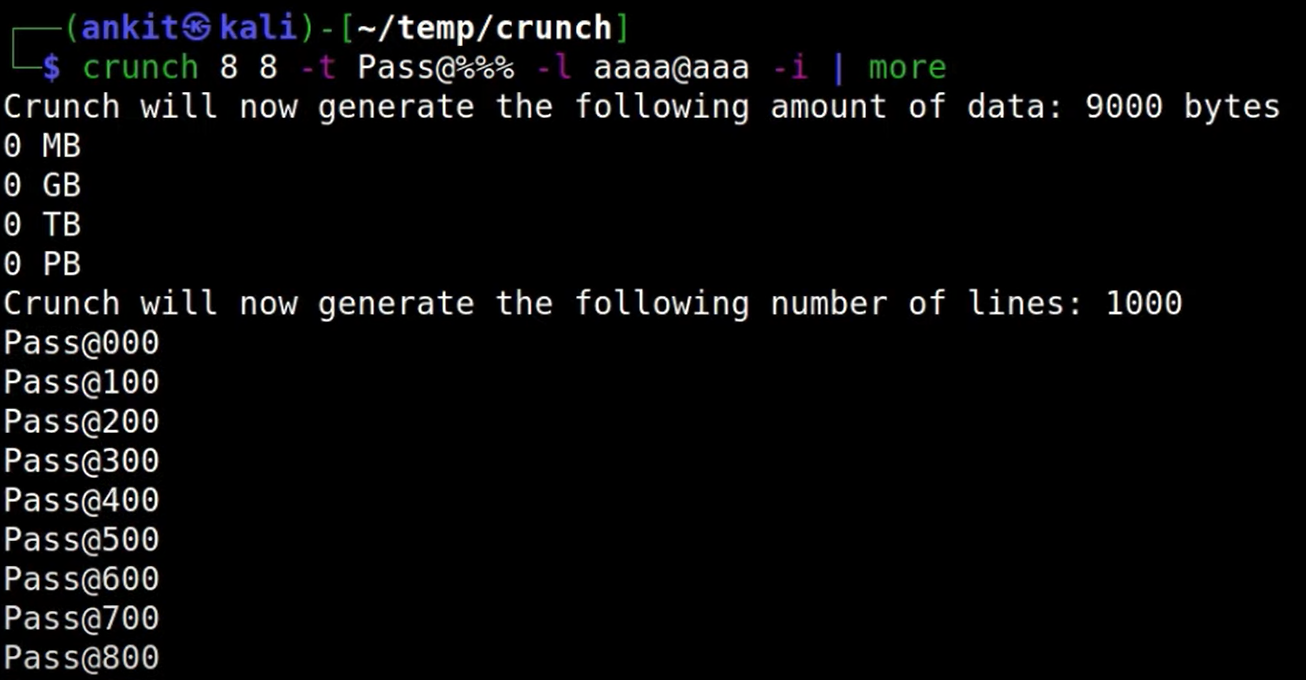 ┌──(ankit㉿kali)-[~/temp/crunch]
└─$ crunch 8 8 -t Pass@%%% -l aaaa@aaa -i | more
Crunch will now generate the following amount of data: 9000 bytes
0 MB
0 GB
0 TB
0 PB
Crunch will now generate the following number of lines: 1000
Pass@000
Pass@100
Pass@200
Pass@300
Pass@400
Pass@500
Pass@600
Pass@700
Pass@800